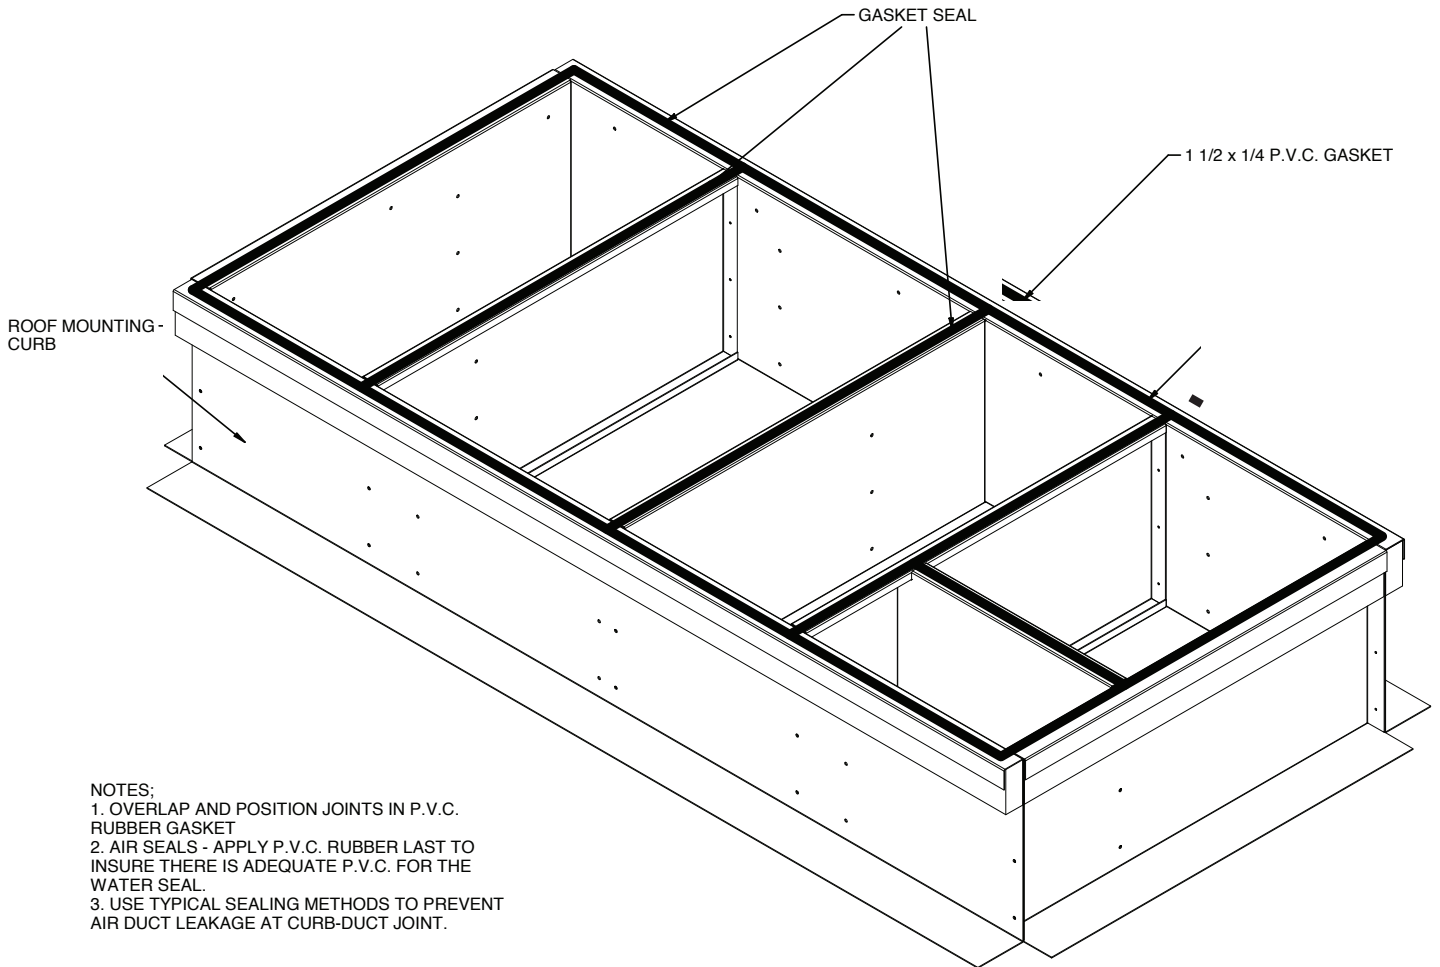 GASKET SEAL
1 1/2 x 1/4 P.V.C. GASKET
ROOF MOUNTING-
CURB
NOTES;
1. OVERLAP AND POSITION JOINTS IN P.V.C.
RUBBER GASKET
2. AIR SEALS - APPLY P.V.C. RUBBER LAST TO
INSURE THERE IS ADEQUATE P.V.C. FOR THE
WATER SEAL.
3. USE TYPICAL SEALING METHODS TO PREVENT
AIR DUCT LEAKAGE AT CURB-DUCT JOINT.